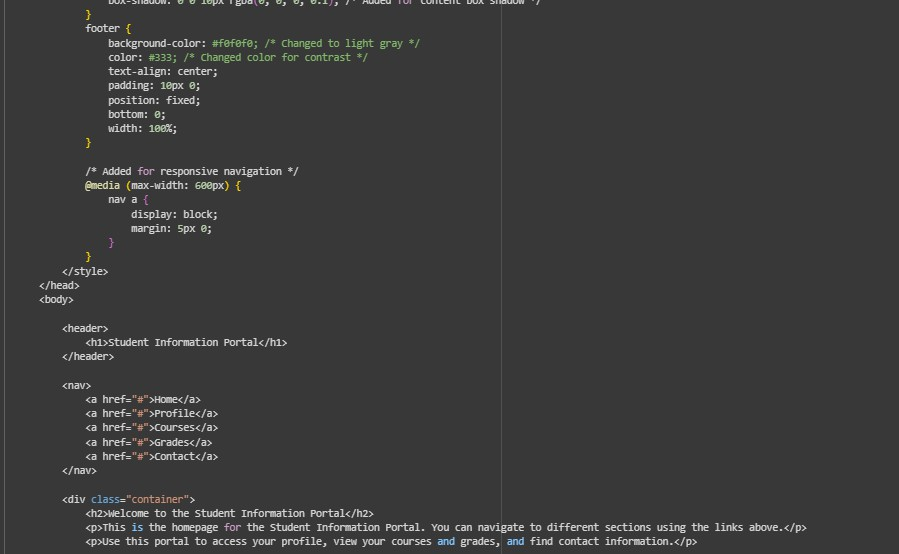 box-shadow: 0 0 10px rgba(0, 0, 0, 0.1); /* Added for content box shadow */
}
footer {
background-color: #f0f0f0; /* Changed to light gray */
color: #333; /* Changed color for contrast */
text-align: center;
padding: 10px 0;
position: fixed;
bottom: 0;
width: 100%;
}
/* Added for responsive navigation */
@media (max-width: 600px) {
nav a {
display: block;
margin: 5px 0;
}
}
</style>
</head>
<body>
<header>
<h1>Student Information Portal</h1>
</header>
<nav>
<a href="#">Home</a>
<a href="#">Profile</a>
<a href="#">Courses</a>
<a href="#">Grades</a>
<a href="#">Contact</a>
</nav>
<div class="container">
<h2>Welcome to the Student Information Portal</h2>
<p>This is the homepage for the Student Information Portal. You can navigate to different sections using the links above.</p>
<p>Use this portal to access your profile, view your courses and grades, and find contact information.</p>